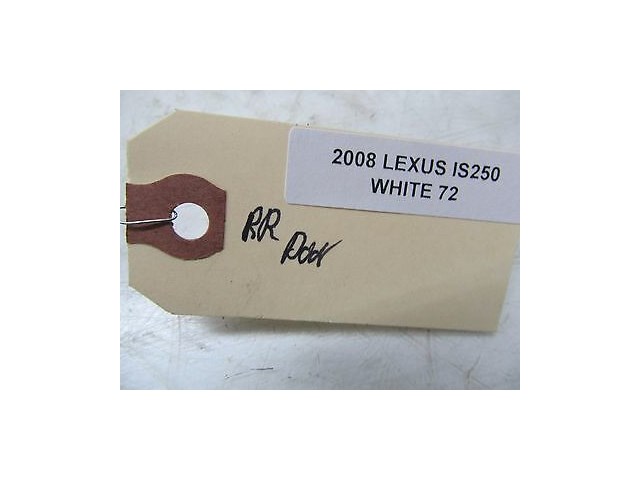 2008 LEXUS IS250
WHITE 72
RR
Door